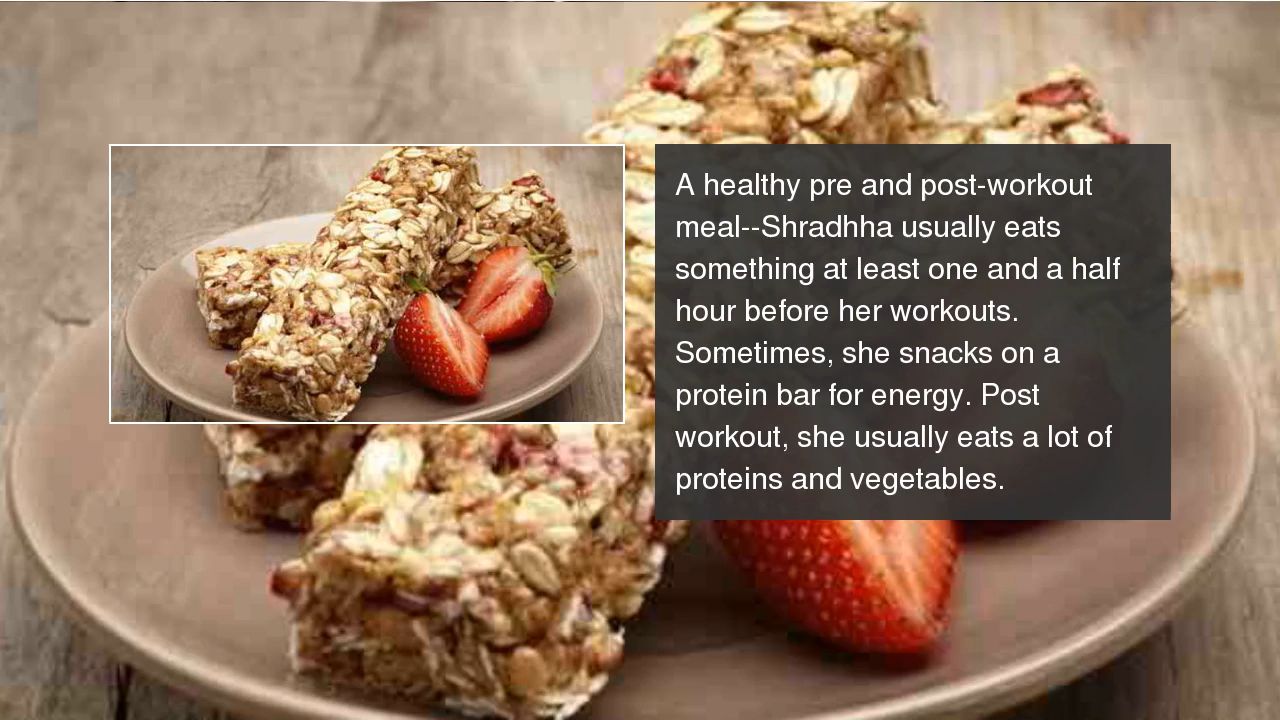 A healthy pre and post-workout
meal--Shradhha usually eats
something at least one and a half
hour before her workouts.
Sometimes, she snacks on a
protein bar for energy. Post
workout, she usually eats a lot of
proteins and vegetables.